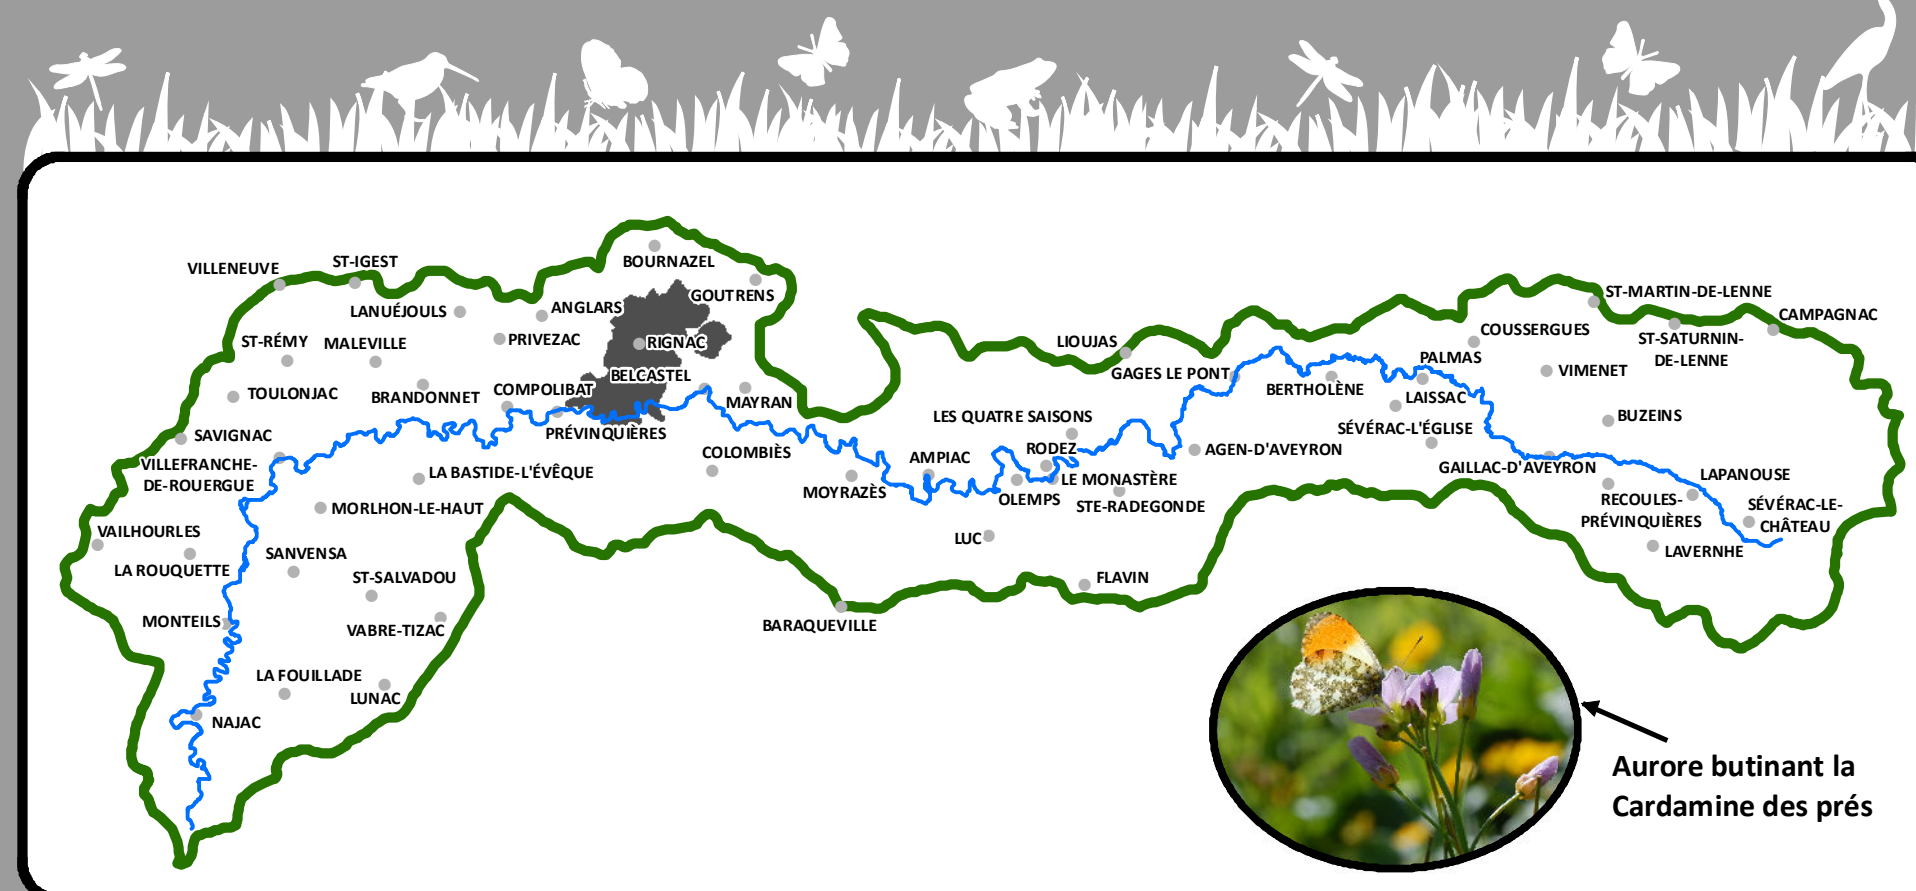 VILLENEUVE
ST-IGEST
BOURNAZEL
GOUTRENS
LANUÉJOULS
ANGLARS
ST-RÉMY
MALEVILLE
PRIVEZAC
RIGNAC
BELCASTEL
TOULONJAC
BRANDONNET
COMPOLIBAT
MAYRAN
PRÉVINQUIÈRES
SAVIGNAC
VILLEFRANCHE-
DE-ROUERGUE
LA BASTIDE-L'ÉVÊQUE
COLOMBIÈS
MORLHON-LE-HAUT
VAILHOURLES
LA ROUQUETTE
SANVENSA
ST-SALVADOU
MONTEILS
VABRE-TIZAC
LA FOUILLADE
LUNAC
NAJAC
MOYRAZÈS
AMPIAC
LES QUATRE SAISONS
RODEZ
LE MONASTÈRE
OLEMPS
STE-RADEGONDE
LUC
FLAVIN
BARAQUEVILLE
LIOUJAS
GAGES LE PONT
AGEN-D'AVEYRON
BERTHOLÈNE
PALMAS
LAISSAC
SÉVÉRAC-L'ÉGLISE
COUSSERGUES
ST-MARTIN-DE-LENNE
CAMPAGNAC
ST-SATURNIN-
DE-LENNE
VIMENET
BUZEINS
GAILLAC-D'AVEYRON
LAPANOUSE
RECOULES-
PRÉVINQUIÈRES
SÉVÉRAC-LE-
CHÂTEAU
LAVERNHE
Aurore butinant la
Cardamine des prés